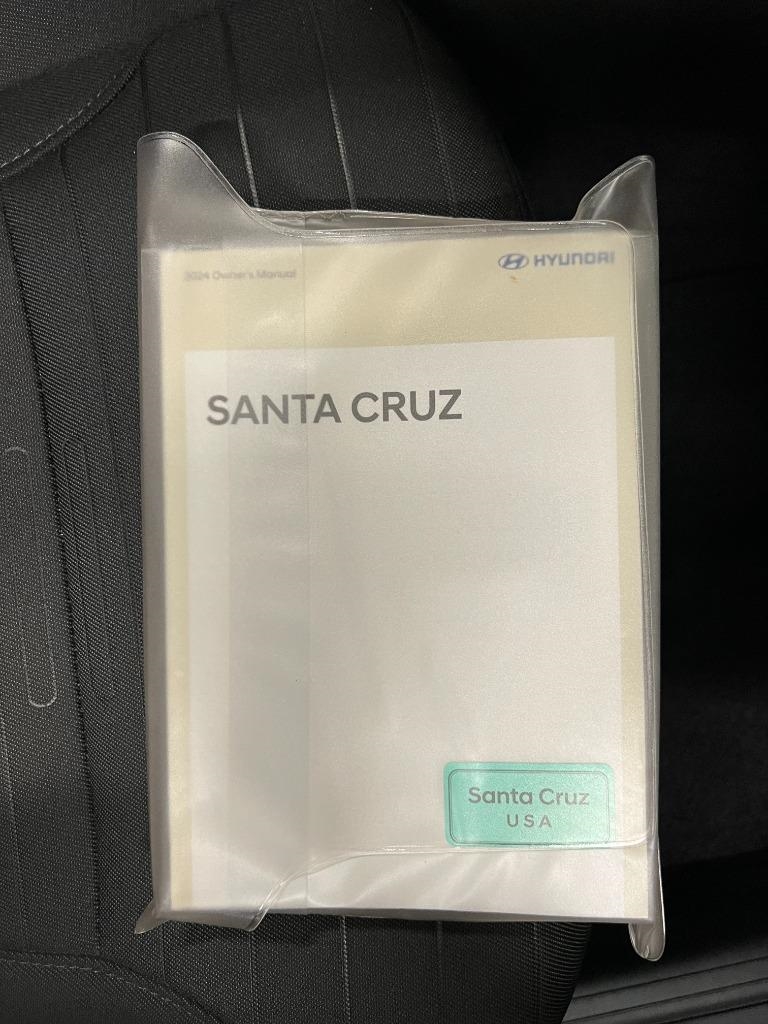 2024 Owner's Manual
HYUNDAI
SANTA CRUZ
Santa Cruz
USA